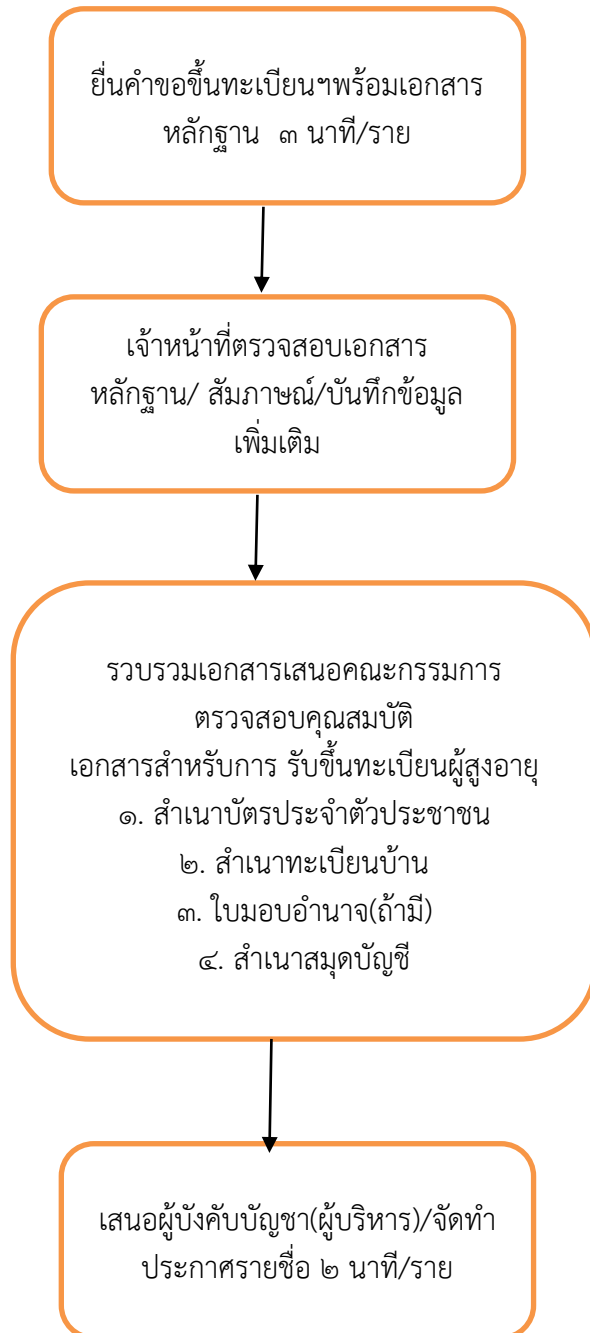 ยื่นคำขอขึ้นทะเบียนฯพร้อมเอกสาร
หลักฐาน ๓ นาที/ราย
เจ้าหน้าที่ตรวจสอบเอกสาร
หลักฐาน/ สัมภาษณ์/บันทึกข้อมูล
เพิ่มเติม
รวบรวมเอกสารเสนอคณะกรรมการ
ตรวจสอบคุณสมบัติ
เอกสารสำหรับการ รับขึ้นทะเบียนผู้สูงอายุ
๑. สำเนาบัตรประจำตัวประชาชน
๒. สำเนาทะเบียนบ้าน
๓. ใบมอบอำนาจ(ถ้ามี)
๔. สำเนาสมุดบัญชี
เสนอผู้บังคับบัญชา(ผู้บริหาร)/จัดทำ
ประกาศรายชื่อ ๒ นาที/ราย